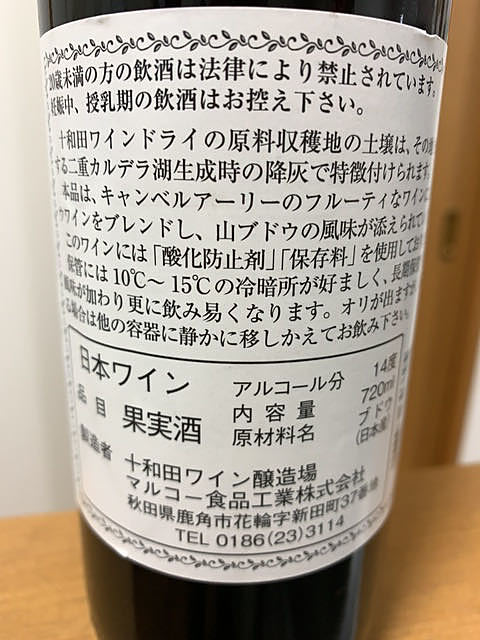 20歳未満の方の飲酒は法律により禁止されています。
妊娠中、授乳期の飲酒はお控え下さい。
十和田ワインドライの原料収穫地の土壌は、その
する二重カルデラ湖生成時の降灰で特徴付けられます
本品は、キャンベルアーリーのフルーティなワインに
ワインをブレンドし、山ブドウの風味が添えられて
このワインには「酸化防止剤」「保存料」を使用して
保管には10℃〜15℃の冷暗所が好ましく、長期保
風味が加わり更に飲み易くなります。オリが出ますが
る場合は他の容器に静かに移しかえてお飲み下さい。
日本ワイン アルコール分 14度
品目 果実酒 内容量 720ml
原材料名 ブドウ
(日本産)
製造者 十和田ワイン醸造場
マルコー食品工業株式会社
秋田県鹿角市花輪字新田町37番地
TEL 0186(23)3114